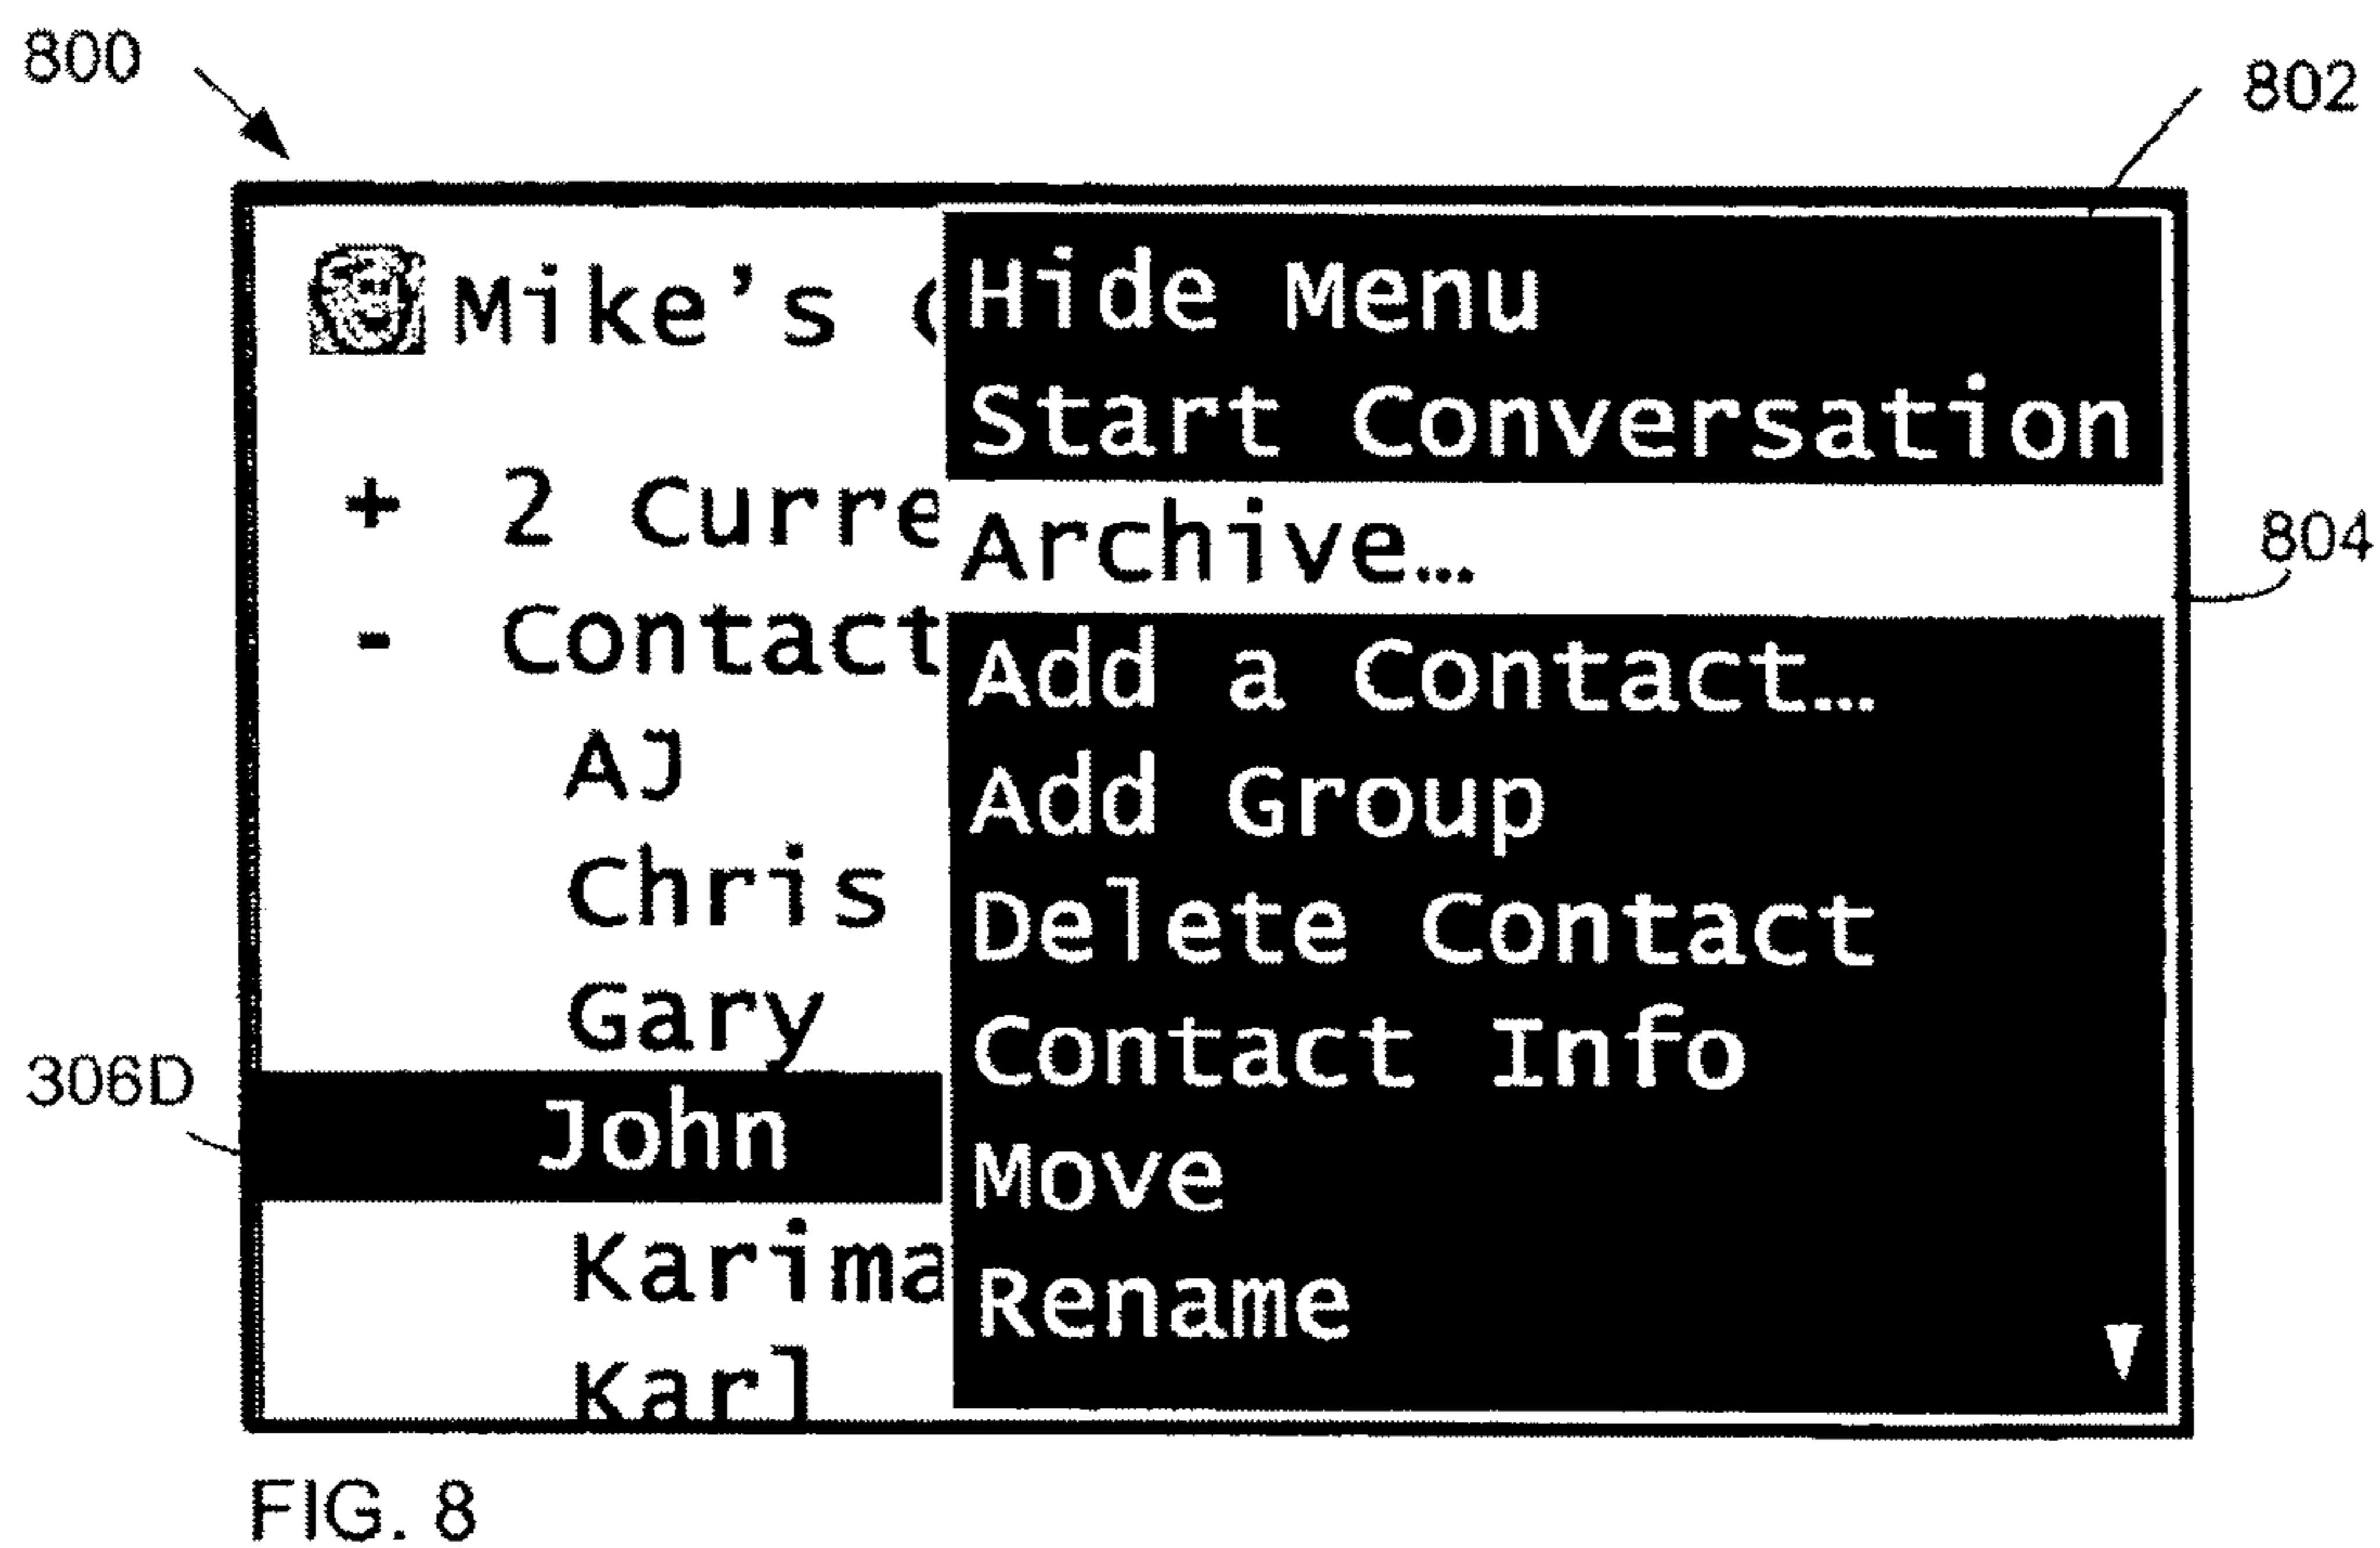 800
802
Mike's
Hide Menu
Start Conversation
+ 2 Curre
Archive…
804
- Contact
Add a Contact…
AJ
Add Group
Chris
Delete Contact
Gary
Contact Info
306D
John
Move
Karima
Rename
Karl
FIG. 8